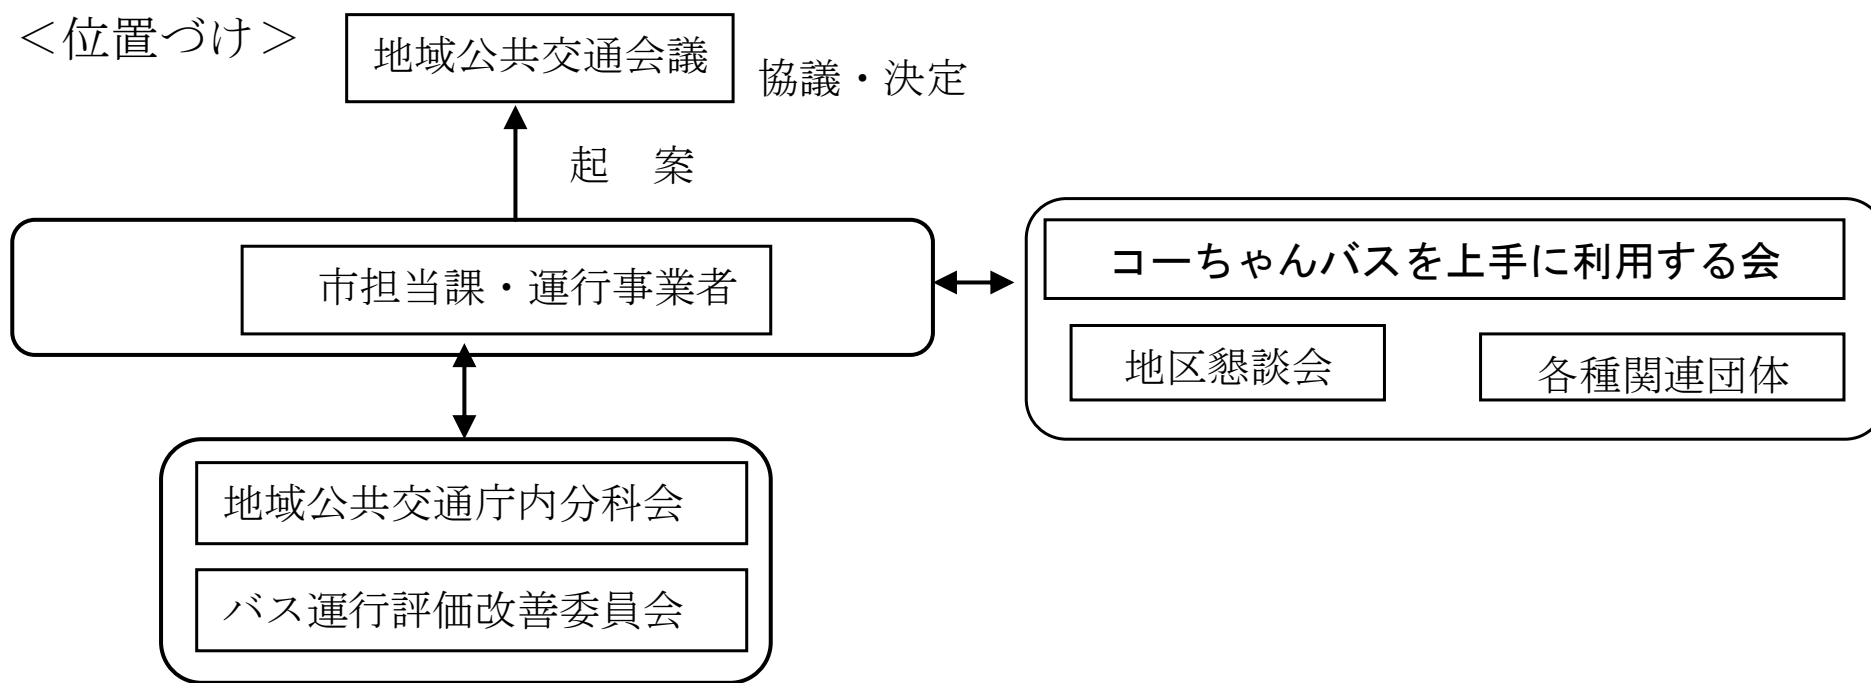 ＜位置づけ＞
地域公共交通会議
協議・決定
起　案
市担当課・運行事業者
コーちゃんバスを上手に利用する会
地区懇談会
各種関連団体
地域公共交通庁内分科会
バス運行評価改善委員会